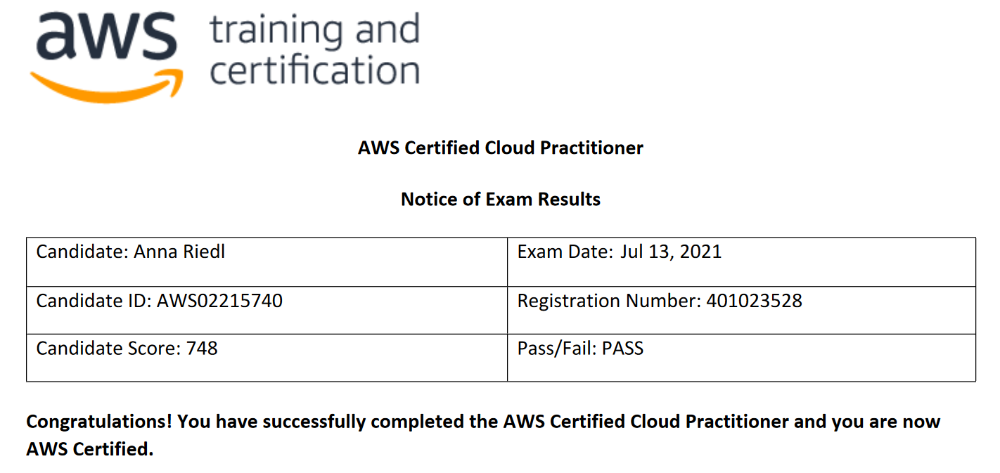 aws training and
certification
AWS Certified Cloud Practitioner
Notice of Exam Results
Candidate: Anna Riedl
Exam Date: Jul 13, 2021
Candidate ID: AWS02215740
Registration Number: 401023528
Candidate Score: 748
Pass/Fail: PASS
Congratulations! You have successfully completed the AWS Certified Cloud Practitioner and you are now
AWS Certified.